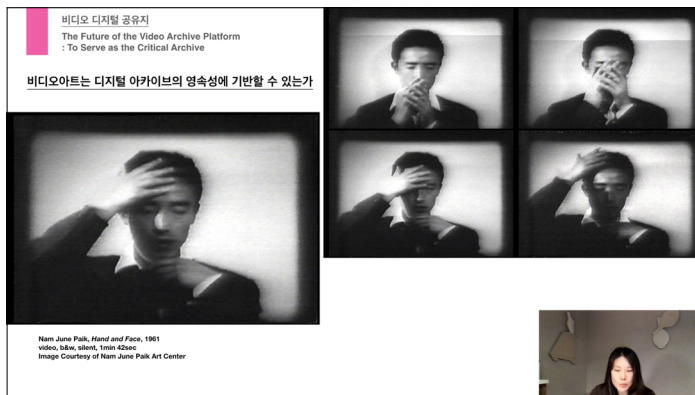 비디오 디지털 공유지
The Future of the Video Archive Platform
: To Serve as the Critical Archive
비디오아트는 디지털 아카이브의 영속성에 기반할 수 있는가
Nam June Paik, Hand and Face, 1961
video, b&w, silent, 1min 42sec
Image Courtesy of Nam June Paik Art Center